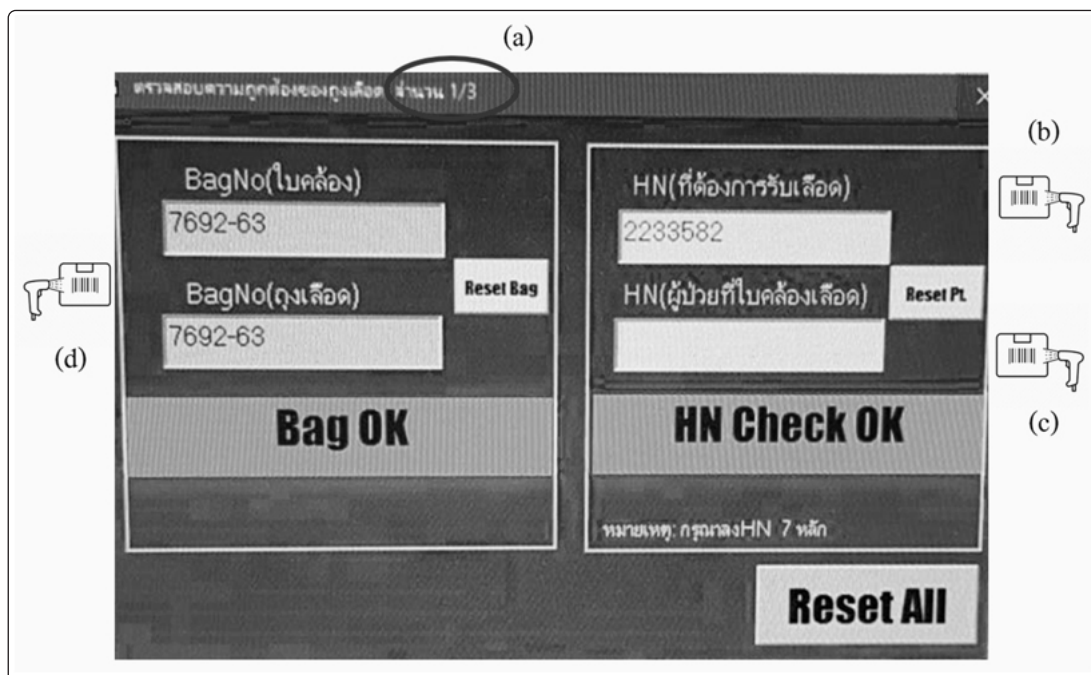 (a)
ตรวจสอบความถูกต้องของถุงเลือด จำนวน 1/3
(b)
BagNo(ใบคล้อง)
7692-63
Reset Bag
BagNo(ถุงเลือด)
7692-63
(d)
Bag OK
HN(ที่ต้องการรับเลือด)
2233582
Reset Pt.
HN(ผู้ป่วยที่ใบคล้องเลือด)
(c)
HN Check OK
หมายเหตุ: กรุณาลงHN 7 หลัก
Reset All